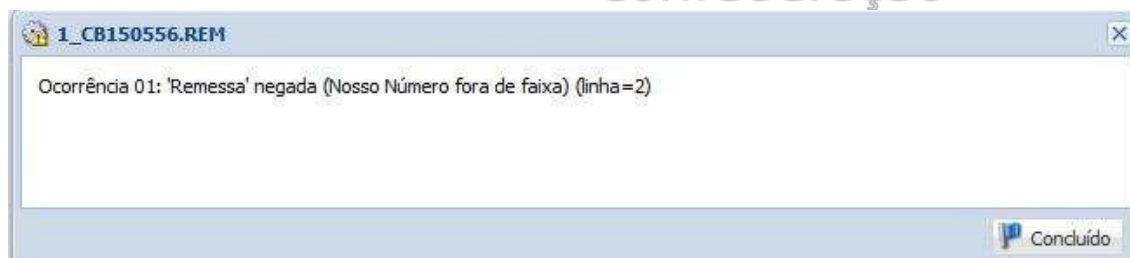 1_CB150556.REM
Ocorrência 01: 'Remessa' negada (Nosso Número fora de faixa) (linha=2)
Concluído